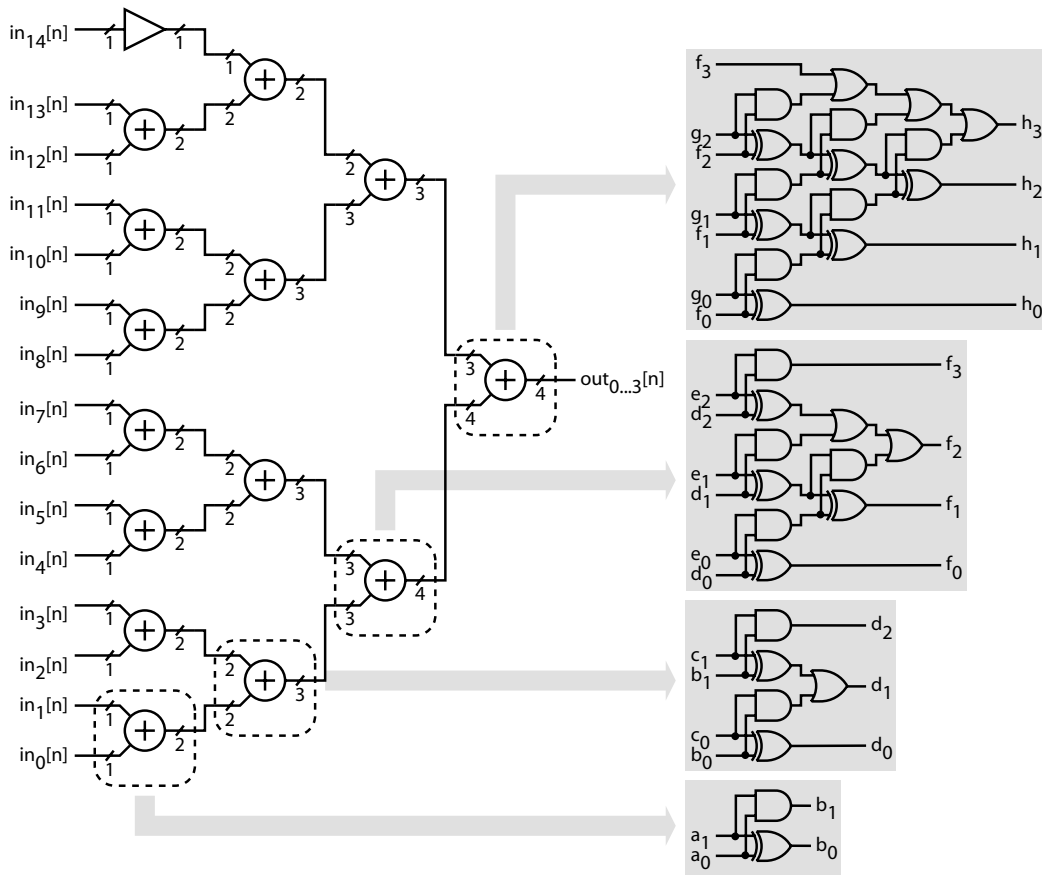 in14[n]
1
1
1
2
in13[n]
1
2
2
in12[n]
1
2
3
3
in11[n]
1
2
2
in10[n]
1
3
in9[n]
1
2
2
in8[n]
1
3
4
4
out0...3[n]
in7[n]
1
2
2
in6[n]
1
3
in5[n]
1
2
2
in4[n]
1
3
4
3
in3[n]
1
2
2
in2[n]
1
3
in1[n]
1
2
2
in0[n]
1
f3
g2
f2
g1
f1
g0
f0
h3
h2
h1
h0
e2
d2
e1
d1
e0
d0
f3
f2
f1
f0
c1
b1
c0
b0
d2
d1
d0
a1
a0
b1
b0